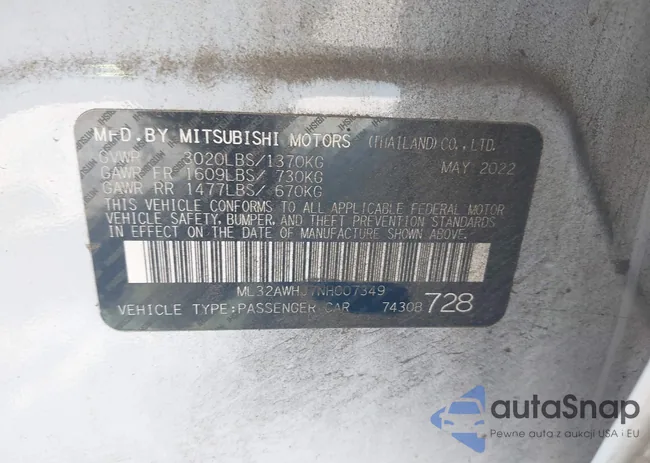 MFD.BY MITSUBISHI MOTORS (THAILAND)CO.,LTD.
GVWR 3020LBS/1370KG MAY 2022
GAWR FR 1609LBS/ 730KG
GAWR RR 1477LBS/ 670KG
THIS VEHICLE CONFORMS TO ALL APPLICABLE FEDERAL MOTOR
VEHICLE SAFETY, BUMPER, AND THEFT PREVENTION STANDARDS
IN EFFECT ON THE DATE OF MANUFACTURE SHOWN ABOVE.
ML32AWHJ7NH007349
VEHICLE TYPE:PASSENGER CAR 74308 728
autaSnap
Pewne auta z aukcji USA i EU